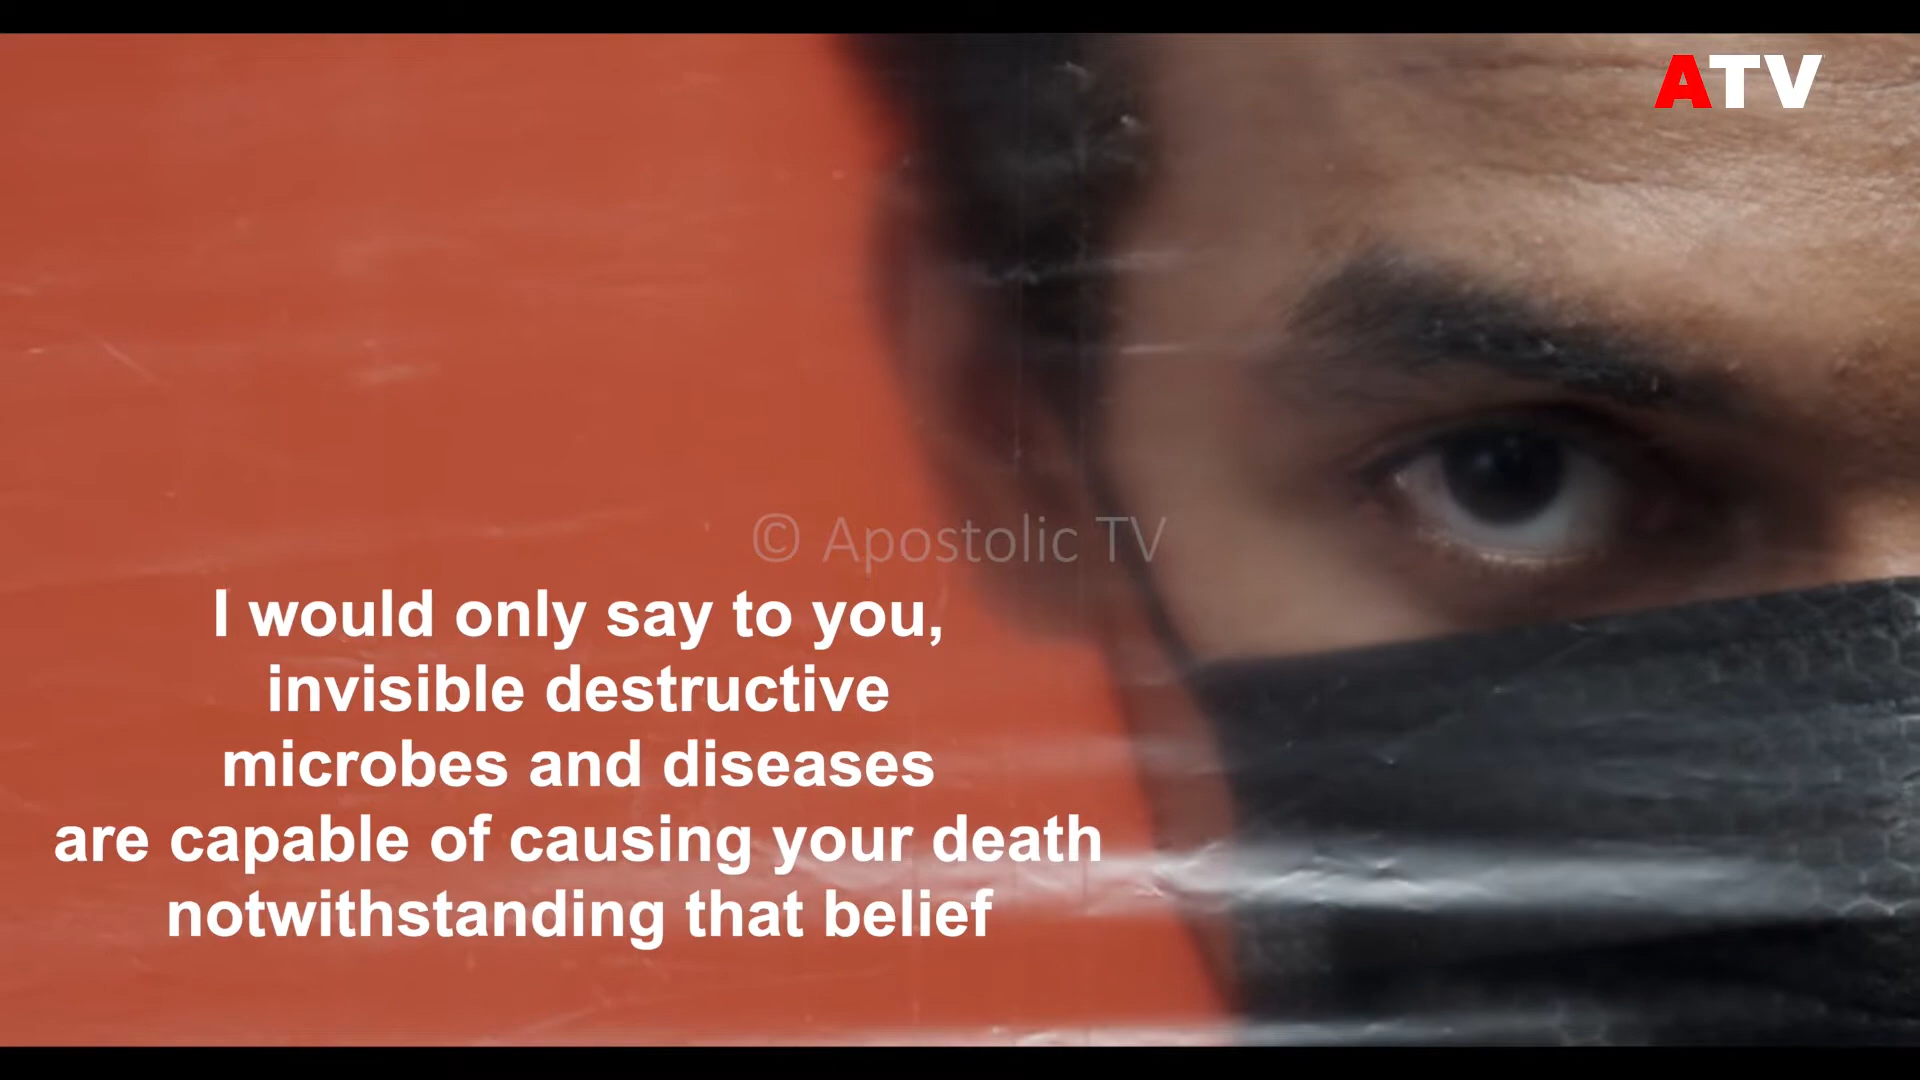 ATV
© Apostolic TV
I would only say to you,
invisible destructive
microbes and diseases
are capable of causing your death
notwithstanding that belief